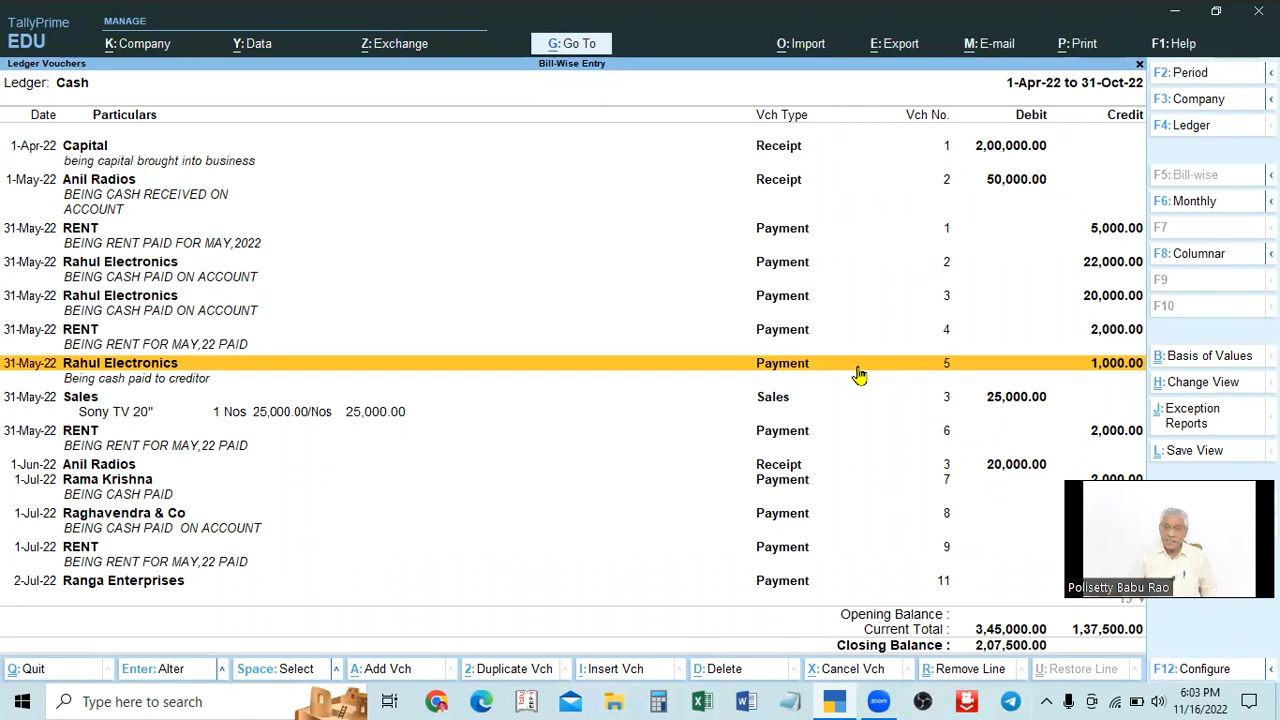 TallyPrime
EDU
MANAGE
K: Company
Y: Data
Z: Exchange
G: Go To
O: Import
E: Export
M: E-mail
P: Print
F1: Help
Ledger Vouchers
Bill-Wise Entry
Ledger: Cash
1-Apr-22 to 31-Oct-22
Date Particulars Vch Type Vch No. Debit Credit
1-Apr-22 Capital Receipt 1 2,00,000.00
being capital brought into business
1-May-22 Anil Radios Receipt 2 50,000.00
BEING CASH RECEIVED ON
ACCOUNT
31-May-22 RENT Payment 1 5,000.00
BEING RENT PAID FOR MAY,2022
31-May-22 Rahul Electronics Payment 2 22,000.00
BEING CASH PAID ON ACCOUNT
31-May-22 Rahul Electronics Payment 3 20,000.00
BEING CASH PAID ON ACCOUNT
31-May-22 RENT Payment 4 2,000.00
BEING RENT FOR MAY,22 PAID
31-May-22 Rahul Electronics Payment 5 1,000.00
Being cash paid to creditor
31-May-22 Sales Sales 3 25,000.00
Sony TV 20" 1 Nos 25,000.00/Nos 25,000.00
31-May-22 RENT Payment 6 2,000.00
BEING RENT FOR MAY,22 PAID
1-Jun-22 Anil Radios Receipt 3 20,000.00
1-Jul-22 Rama Krishna Payment 7
BEING CASH PAID
1-Jul-22 Raghavendra & Co Payment 8
BEING CASH PAID ON ACCOUNT
1-Jul-22 RENT Payment 9
BEING RENT FOR MAY,22 PAID
2-Jul-22 Ranga Enterprises Payment 11
Opening Balance :
Current Total : 3,45,000.00 1,37,500.00
Closing Balance : 2,07,500.00
F2: Period
F3: Company
F4: Ledger
F5: Bill-wise
F6: Monthly
F7
F8: Columnar
F9
F10
B: Basis of Values
H: Change View
J: Exception
Reports
L: Save View
Polisetty Babu Rao
Q: Quit
Enter: Alter
Space: Select
A: Add Vch
2: Duplicate Vch
I: Insert Vch
D: Delete
X: Cancel Vch
R: Remove Line
U: Restore Line
F12: Configure
Type here to search
zoom
6:03 PM
11/16/2022